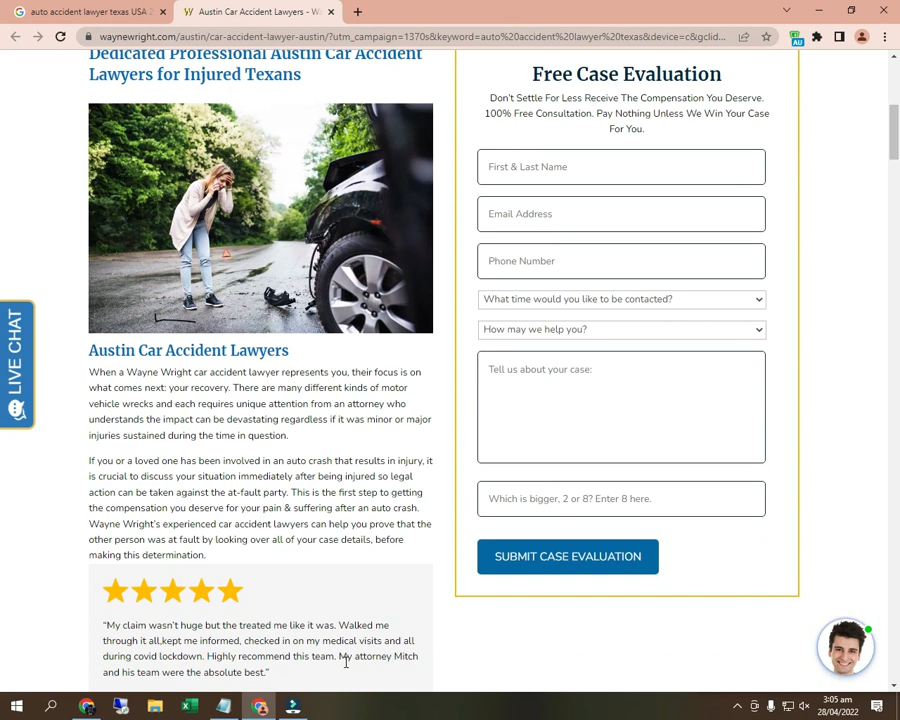 auto accident lawyer texas USA 2
Austin Car Accident Lawyers - W
waynewright.com/austin/car-accident-lawyer-austin/?utm_campaign=1370s&keyword=auto%20accident%20lawyer%20texas&device=c&gclid...
AU
Dedicated Professional Austin Car Accident
Lawyers for Injured Texans
Free Case Evaluation
Don't Settle For Less Receive The Compensation You Deserve.
100% Free Consultation. Pay Nothing Unless We Win Your Case
For You.
First & Last Name
Email Address
Phone Number
What time would you like to be contacted?
How may we help you?
Tell us about your case:
Which is bigger, 2 or 8? Enter 8 here.
SUBMIT CASE EVALUATION
LIVE CHAT
Austin Car Accident Lawyers
When a Wayne Wright car accident lawyer represents you, their focus is on
what comes next: your recovery. There are many different kinds of motor
vehicle wrecks and each requires unique attention from an attorney who
understands the impact can be devastating regardless if it was minor or major
injuries sustained during the time in question.
If you or a loved one has been involved in an auto crash that results in injury, it
is crucial to discuss your situation immediately after being injured so legal
action can be taken against the at-fault party. This is the first step to getting
the compensation you deserve for your pain & suffering after an auto crash.
Wayne Wright's experienced car accident lawyers can help you prove that the
other person was at fault by looking over all of your case details, before
making this determination.
"My claim wasn't huge but the treated me like it was. Walked me
through it all,kept me informed, checked in on my medical visits and all
during covid lockdown. Highly recommend this team. My attorney Mitch
and his team were the absolute best."
3:05 am
28/04/2022